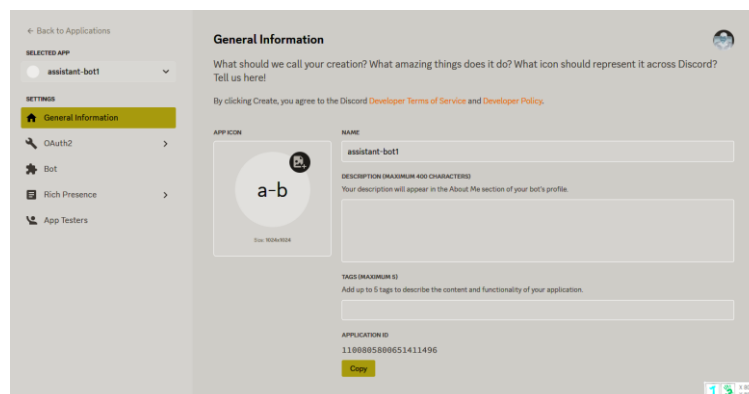 ← Back to Applications
SELECTED APP
assistant-bot1
SETTINGS
General Information
OAuth2
Bot
Rich Presence
App Testers
General Information
What should we call your creation? What amazing things does it do? What icon should represent it across Discord?
Tell us here!
By clicking Create, you agree to the Discord Developer Terms of Service and Developer Policy.
APP ICON
a-b
Size: 1024x1024
NAME
assistant-bot1
DESCRIPTION (MAXIMUM 400 CHARACTERS)
Your description will appear in the About Me section of your bot's profile.
TAGS (MAXIMUM 5)
Add up to 5 tags to describe the content and functionality of your application.
APPLICATION ID
1100805800651411496
Copy